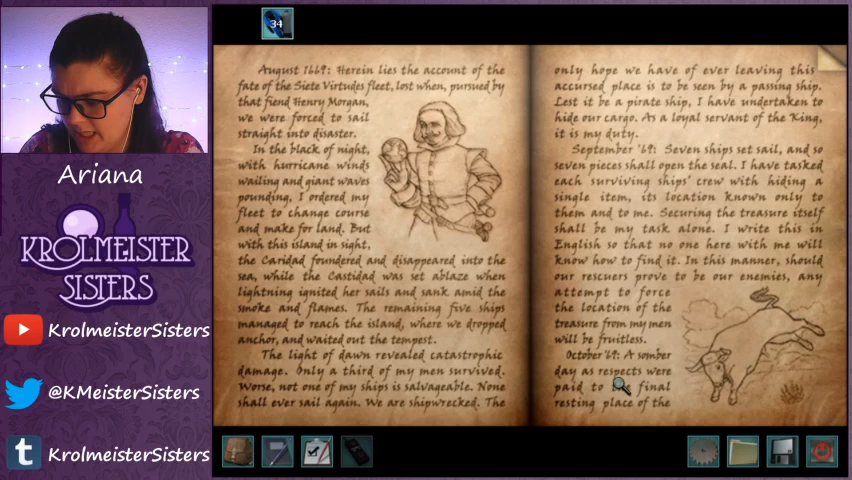 34
Ariana
KROLMEISTER
SISTERS
KrolmeisterSisters
@KMeisterSisters
KrolmeisterSisters
August 1669: Herein lies the account of the
fate of the Siete Virtudes fleet, lost when, pursued by
that fiend Henry Morgan,
we were forced to sail
straight into disaster.
In the black of night,
with hurricane winds
wailing and giant waves
pounding, I ordered my
fleet to change course
and make for land. But
with this island in sight,
the Caridad foundered and disappeared into the
sea, while the Castidad was set ablaze when
lightning ignited her sails and sank amid the
smoke and flames. The remaining five ships
managed to reach the island, where we dropped
anchor, and waited out the tempest.
The light of dawn revealed catastrophic
damage. Only a third of my men survived.
Worse, not one of my ships is salvageable. None
shall ever sail again. We are shipwrecked. The
only hope we have of ever leaving this
accursed place is to be seen by a passing ship.
Lest it be a pirate ship, I have undertaken to
hide our cargo. As a loyal servant of the King,
it is my duty.
September '69: Seven ships set sail, and so
seven pieces shall open the seal. I have tasked
each surviving ships' crew with hiding a
single item, its location known only to
them and to me. Securing the treasure itself
shall be my task alone. I write this in
English so that no one here with me will
know how to find it. In this manner, should
our rescuers prove to be our enemies, any
attempt to force
the location of the
treasure from my men
will be fruitless.
October '69: A somber
day as respects were
paid to final
resting place of the